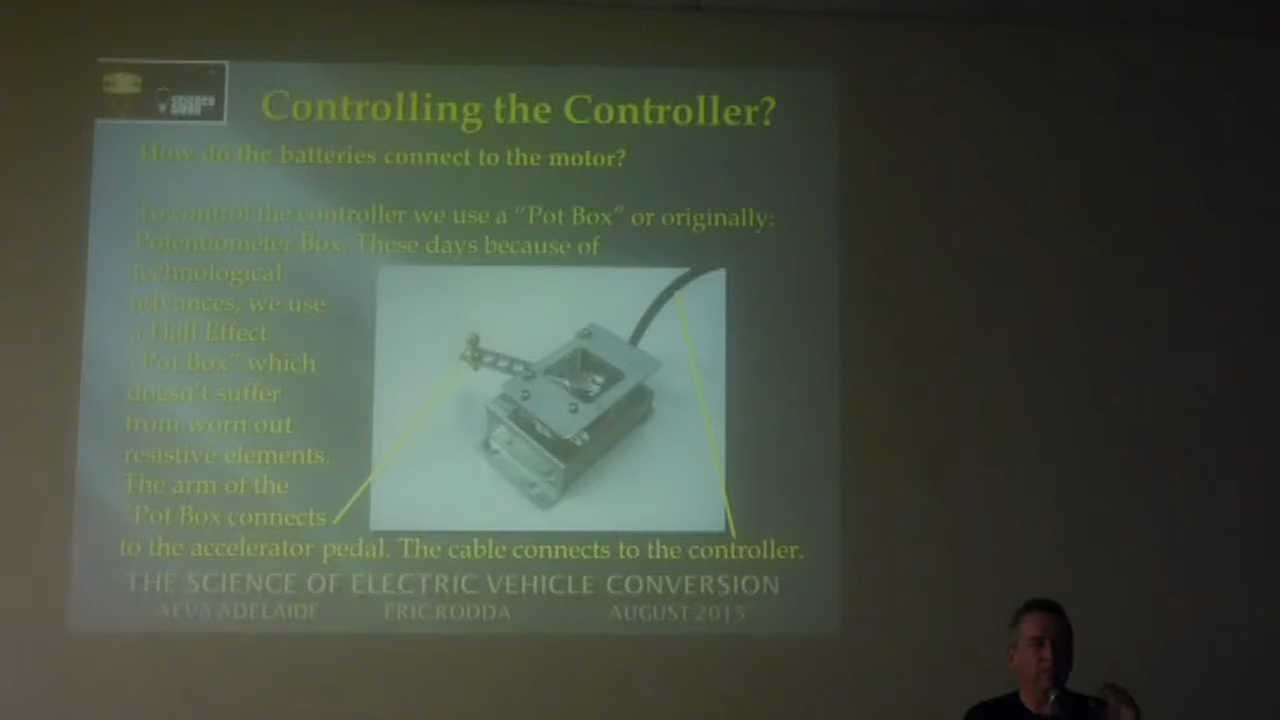 SCIENCE
Controlling the Controller?
How do the batteries connect to the motor?
To control the controller we use a "Pot Box" or originally:
Potentiometer Box. These days because of
technological
advances, we use
a Hall Effect
"Pot Box" which
doesn't suffer
from worn out
resistive elements.
The arm of the
"Pot Box connects
to the accelerator pedal. The cable connects to the controller.
THE SCIENCE OF ELECTRIC VEHICLE CONVERSION
AEVA ADELAIDE ERIC RODDA AUGUST 2015